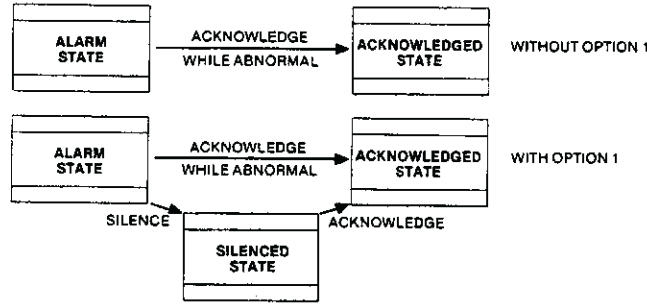 ALARM
STATE
ACKNOWLEDGE
WHILE ABNORMAL
ACKNOWLEDGED
STATE
WITHOUT OPTION 1
ALARM
STATE
ACKNOWLEDGE
WHILE ABNORMAL
ACKNOWLEDGED
STATE
WITH OPTION 1
SILENCE
SILENCED
STATE
ACKNOWLEDGE